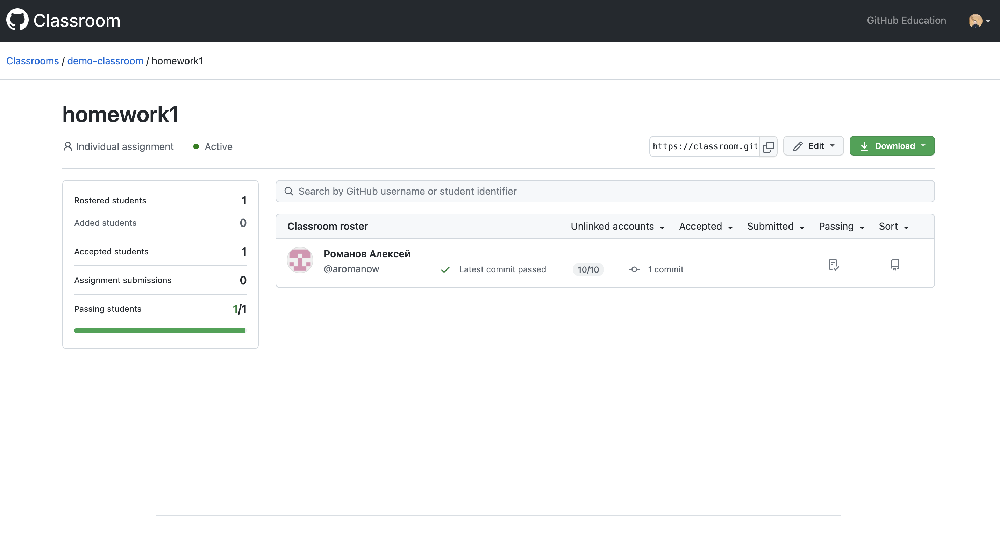 Classroom
GitHub Education
Classrooms / demo-classroom / homework1
homework1
Individual assignment
Active
https://classroom.git
Edit
Download
Rostered students 1
Added students 0
Accepted students 1
Assignment submissions 0
Passing students 1/1
Search by GitHub username or student identifier
Classroom roster Unlinked accounts Accepted Submitted Passing Sort
Романов Алексей
@aromanow Latest commit passed 10/10 1 commit